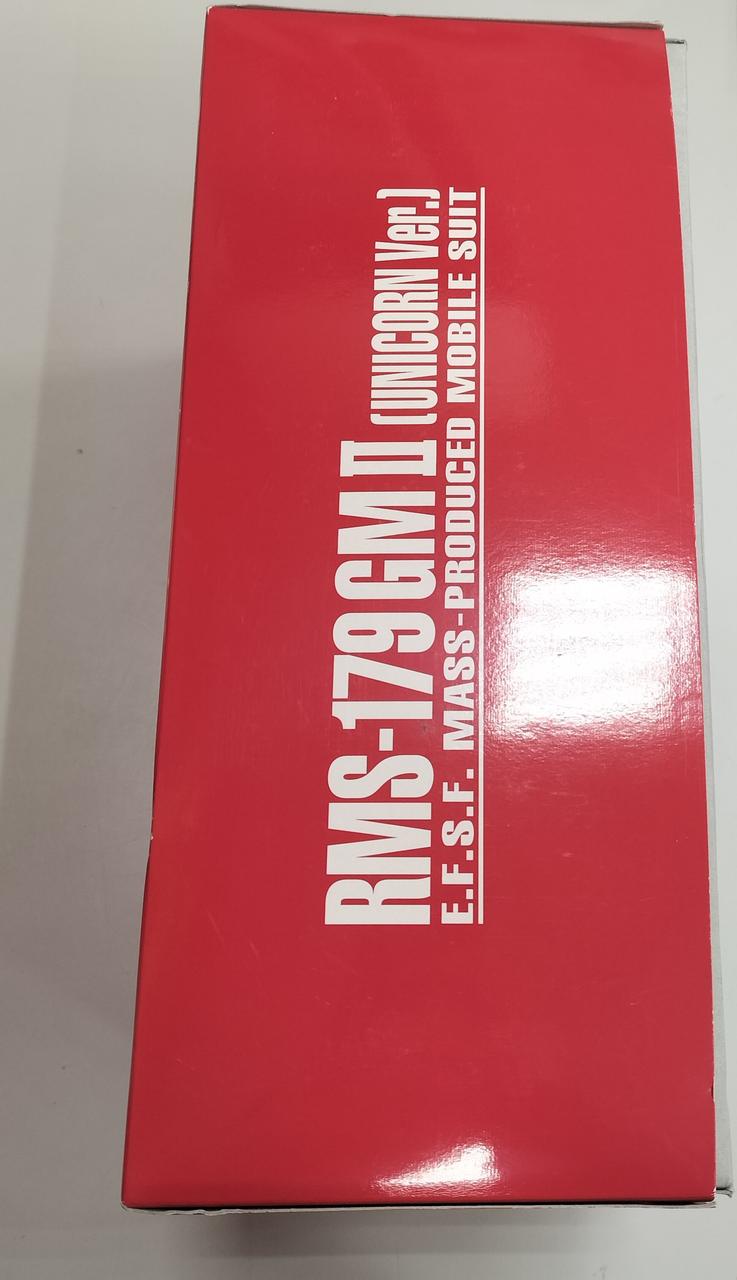 RMS-179 GM II (UNICORN Ver.)
E.F.S.F. MASS-PRODUCED MOBILE SUIT